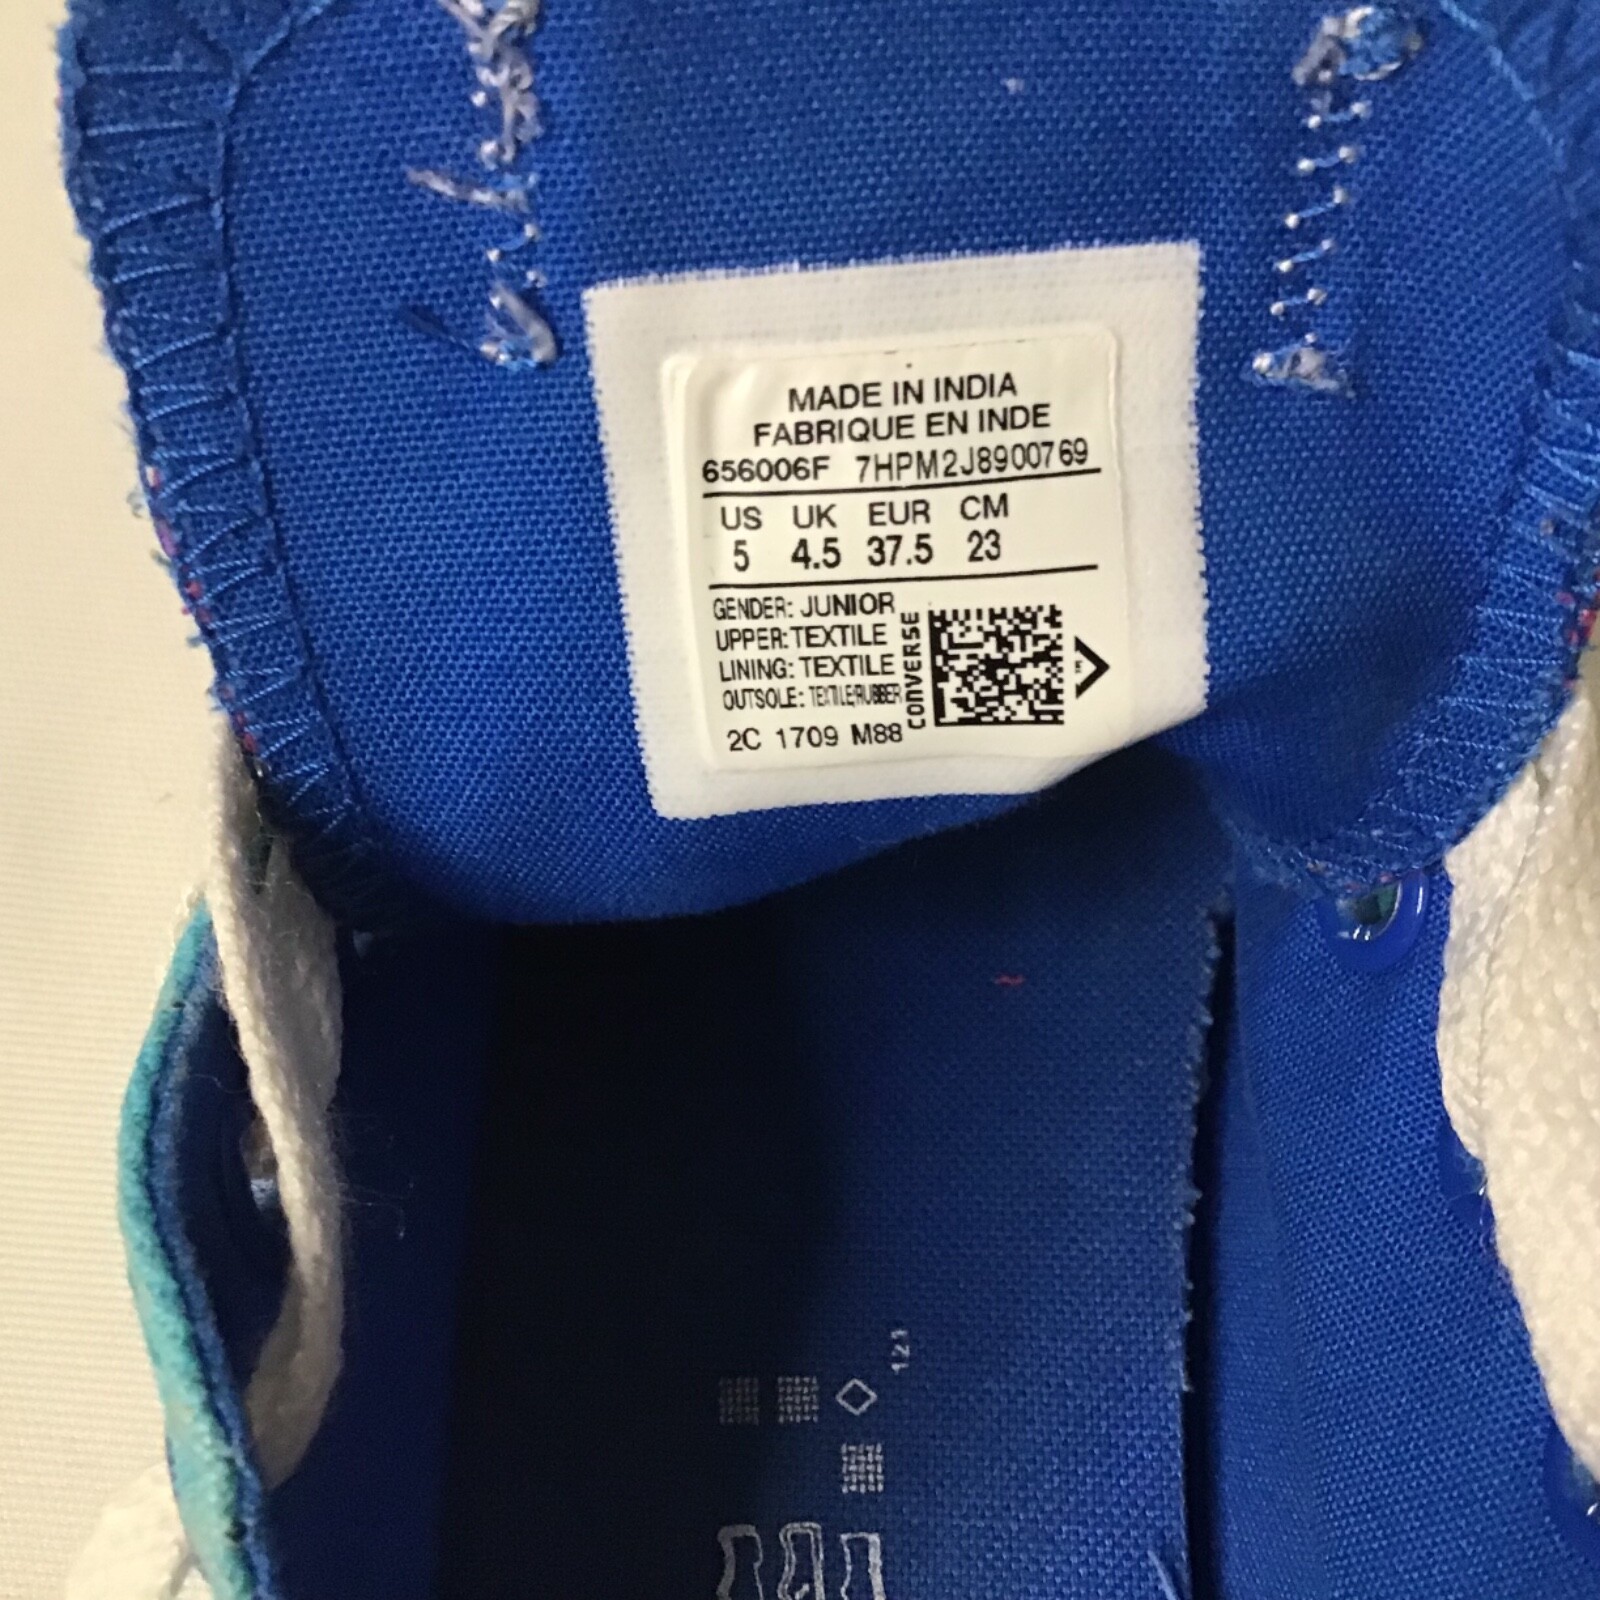 MADE IN INDIA
FABRIQUE EN INDE
656006F 7HPM2J8900769
US UK EUR CM
5 4.5 37.5 23
GENDER: JUNIOR
UPPER: TEXTILE
LINING: TEXTILE
OUTSOLE: TEXTILE/RUBBER
2C 1709 M88
CONVERSE
121